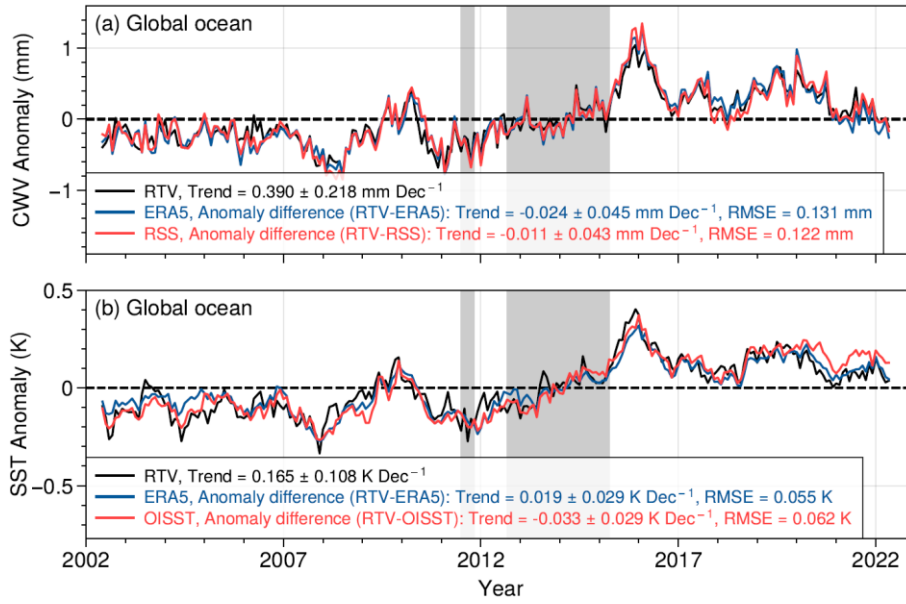 (a) Global ocean
CWV Anomaly (mm)
1
0
−1
RTV, Trend = 0.390 ± 0.218 mm Dec⁻¹
ERA5, Anomaly difference (RTV-ERA5): Trend = -0.024 ± 0.045 mm Dec⁻¹, RMSE = 0.131 mm
RSS, Anomaly difference (RTV-RSS): Trend = -0.011 ± 0.043 mm Dec⁻¹, RMSE = 0.122 mm
(b) Global ocean
SST Anomaly (K)
0.5
0
−0.5
RTV, Trend = 0.165 ± 0.108 K Dec⁻¹
ERA5, Anomaly difference (RTV-ERA5): Trend = 0.019 ± 0.029 K Dec⁻¹, RMSE = 0.055 K
OISST, Anomaly difference (RTV-OISST): Trend = -0.033 ± 0.029 K Dec⁻¹, RMSE = 0.062 K
2002 2007 2012 2017 2022
Year